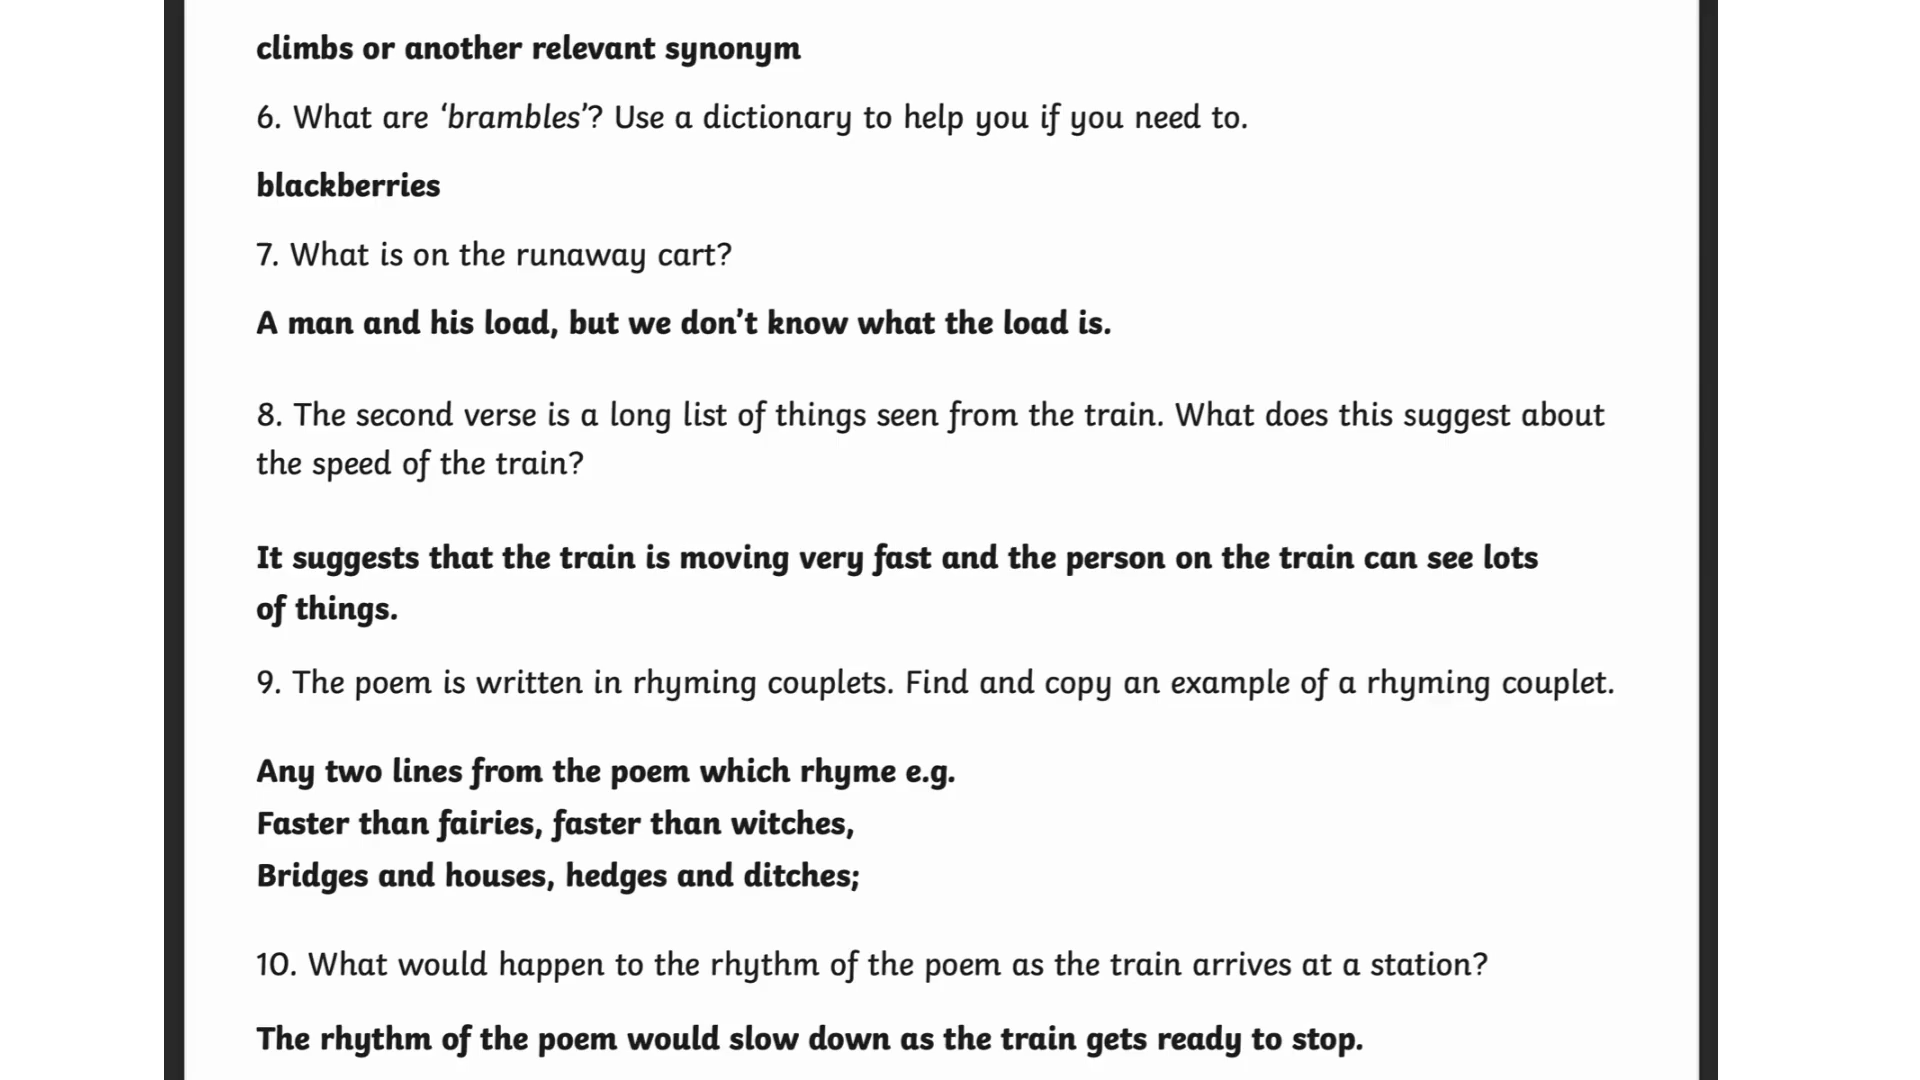 climbs or another relevant synonym
6. What are ‘brambles’? Use a dictionary to help you if you need to.
blackberries
7. What is on the runaway cart?
A man and his load, but we don’t know what the load is.
8. The second verse is a long list of things seen from the train. What does this suggest about
the speed of the train?
It suggests that the train is moving very fast and the person on the train can see lots
of things.
9. The poem is written in rhyming couplets. Find and copy an example of a rhyming couplet.
Any two lines from the poem which rhyme e.g.
Faster than fairies, faster than witches,
Bridges and houses, hedges and ditches;
10. What would happen to the rhythm of the poem as the train arrives at a station?
The rhythm of the poem would slow down as the train gets ready to stop.